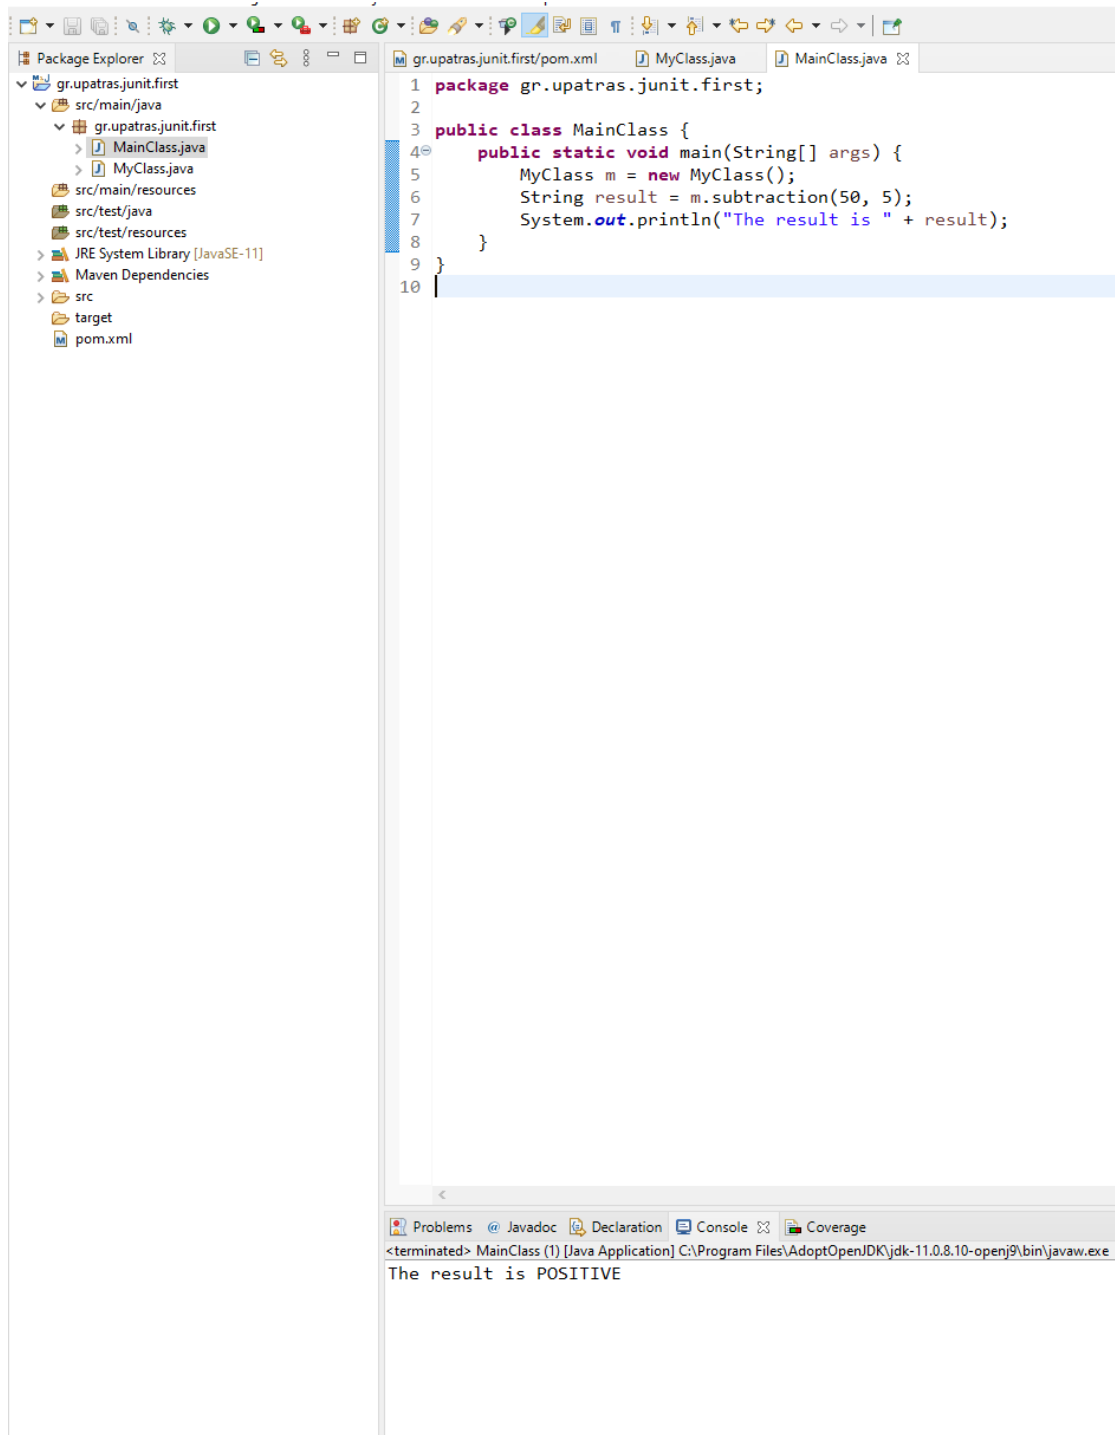 Package Explorer
gr.upatras.junit.first
src/main/java
gr.upatras.junit.first
MainClass.java
MyClass.java
src/main/resources
src/test/java
src/test/resources
JRE System Library [JavaSE-11]
Maven Dependencies
src
target
pom.xml
gr.upatras.junit.first/pom.xml MyClass.java MainClass.java
1 package gr.upatras.junit.first;
2
3 public class MainClass {
4 public static void main(String[] args) {
5 MyClass m = new MyClass();
6 String result = m.subtraction(50, 5);
7 System.out.println("The result is " + result);
8 }
9 }
10
Problems @ Javadoc Declaration Console Coverage
<terminated> MainClass (1) [Java Application] C:\Program Files\AdoptOpenJDK\jdk-11.0.8.10-openj9\bin\javaw.exe
The result is POSITIVE